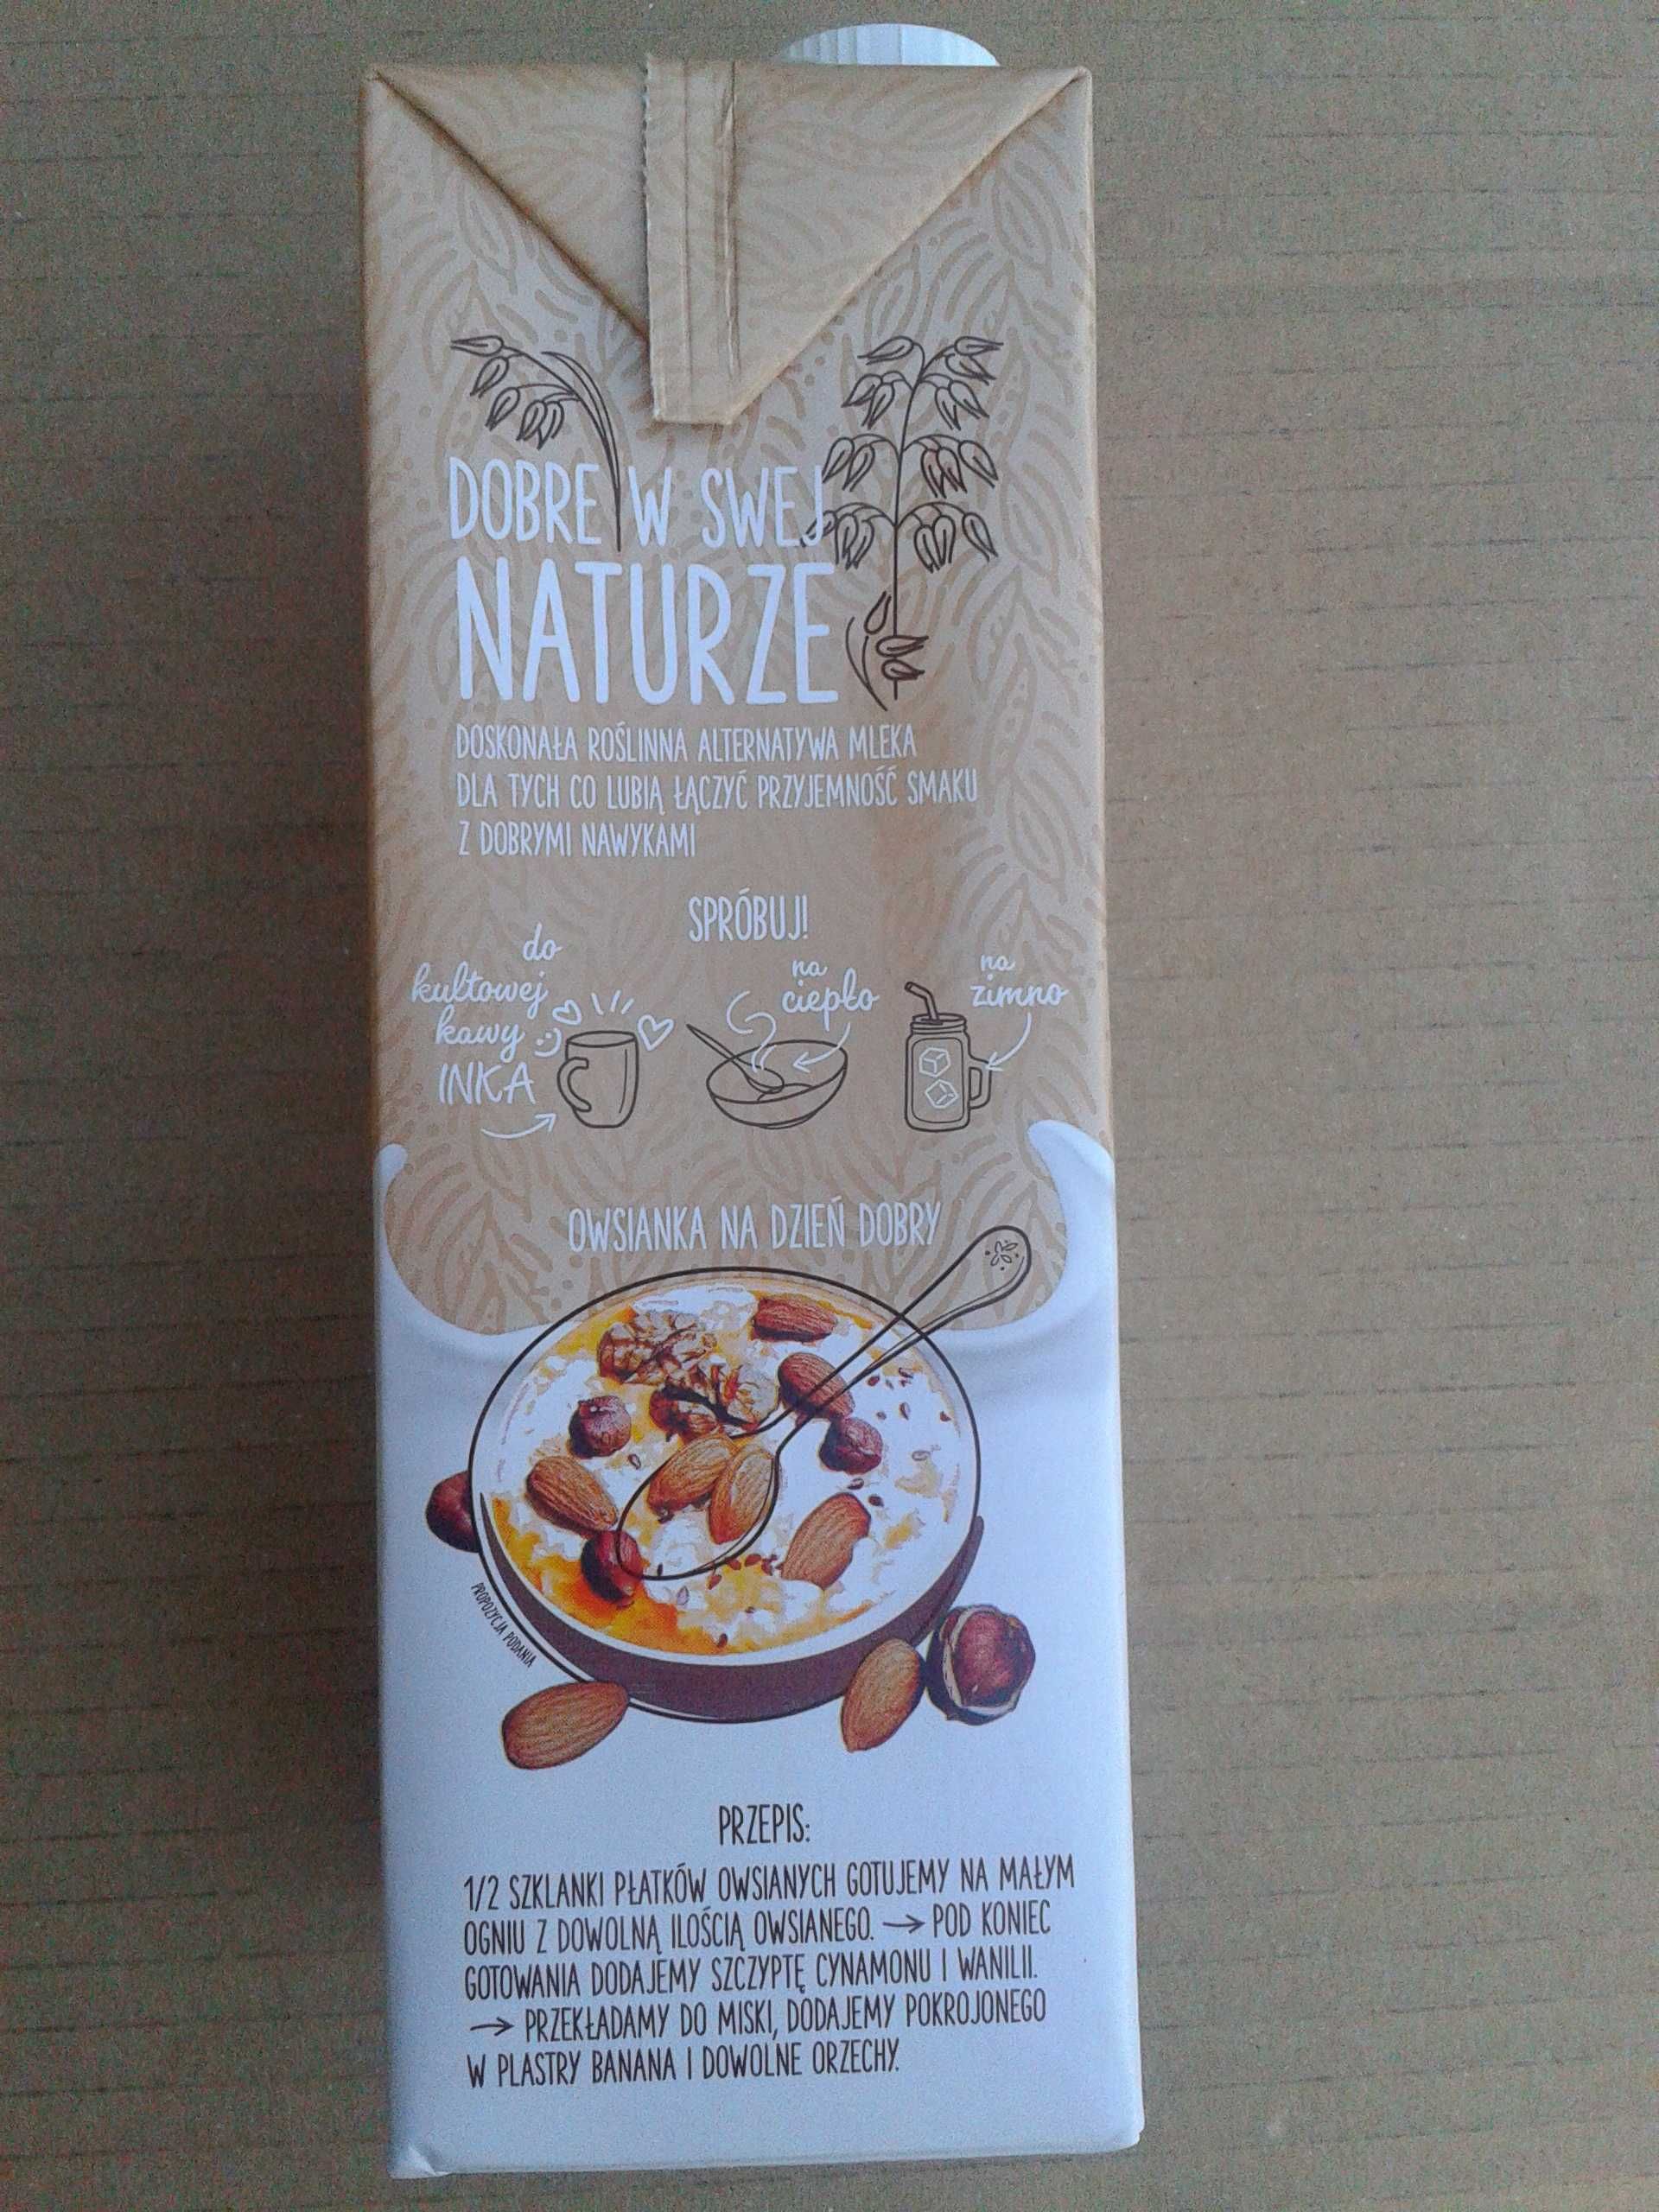 DOBRE W SWEJ
NATURZE
DOSKONAŁA ROŚLINNA ALTERNATYWA MLEKA
DLA TYCH CO LUBIĄ ŁĄCZYĆ PRZYJEMNOŚĆ SMAKU
Z DOBRYMI NAWYKAMI
SPRÓBUJ!
do
kultowej
kawy
INKA
na
ciepło
na
zimno
OWSIANKA NA DZIEŃ DOBRY
PROPOZYCJA PODANIA
PRZEPIS:
1/2 SZKLANKI PŁATKÓW OWSIANYCH GOTUJEMY NA MAŁYM
OGNIU Z DOWOLNĄ ILOŚCIĄ OWSIANEGO. → POD KONIEC
GOTOWANIA DODAJEMY SZCZYPTĘ CYNAMONU I WANILII.
→ PRZEKŁADAMY DO MISKI, DODAJEMY POKROJONEGO
W PLASTRY BANANA I DOWOLNE ORZECHY.